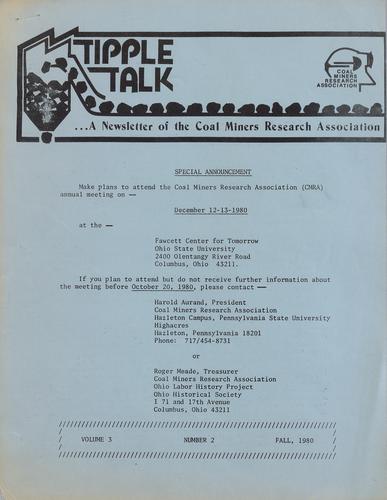 TIPPLE
TALK
COAL
MINERS
RESEARCH
ASSOCIATION
...A Newsletter of the Coal Miners Research Association
SPECIAL ANNOUNCEMENT
Make plans to attend the Coal Miners Research Association (CMRA)
annual meeting on —
December 12-13-1980
at the —
Fawcett Center for Tomorrow
Ohio State University
2400 Olentangy River Road
Columbus, Ohio 43211.
If you plan to attend but do not receive further information about
the meeting before October 20, 1980, please contact —
Harold Aurand, President
Coal Miners Research Association
Hazleton Campus, Pennsylvania State University
Highacres
Hazleton, Pennsylvania 18201
Phone: 717/454-8731
or
Roger Meade, Treasurer
Coal Miners Research Association
Ohio Labor History Project
Ohio Historical Society
I 71 and 17th Avenue
Columbus, Ohio 43211
VOLUME 3 NUMBER 2 FALL, 1980